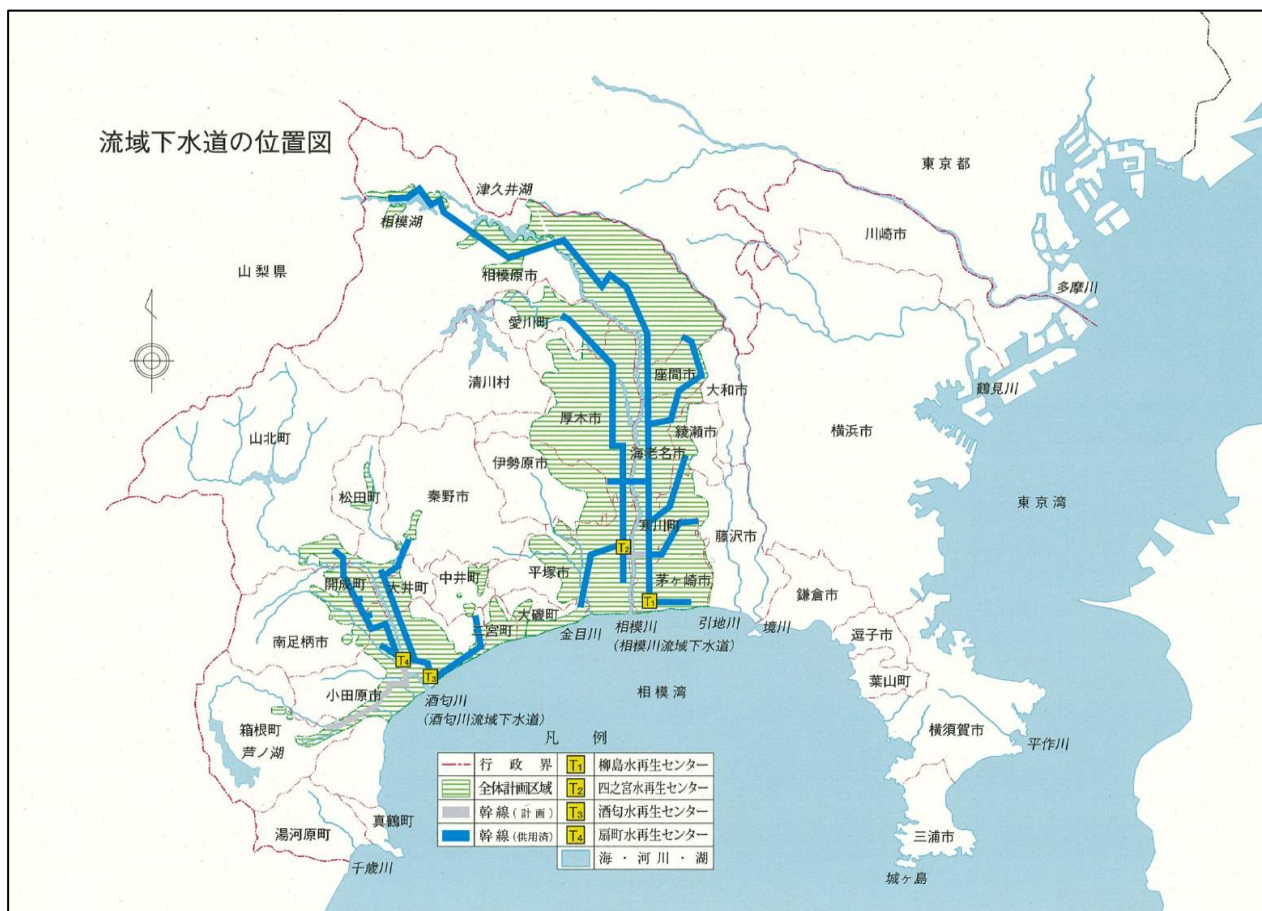 流域下水道の位置図
東京都
津久井湖
相模湖
川崎市
山梨県
相模原市
多摩川
愛川町
座間市
清川村
大和市
鶴見川
厚木市
綾瀬市
横浜市
山北町
海老名市
伊勢原市
松田町
秦野市
東京湾
寒川町
藤沢市
T2
中井町
平塚市
開成町
大井町
茅ヶ崎市
鎌倉市
T1
大磯町
二宮町
金目川
相模川
(相模川流域下水道)
引地川
境川
南足柄市
逗子市
T4
T3
葉山町
小田原市
酒匂川
(酒匂川流域下水道)
相模湾
箱根町
芦ノ湖
横須賀市
平作川
凡例
行政界
T1 柳島水再生センター
全体計画区域
T2 四之宮水再生センター
幹線(計画)
T3 酒匂水再生センター
幹線(供用済)
T4 扇町水再生センター
海・河川・湖
真鶴町
湯河原町
千歳川
三浦市
城ヶ島